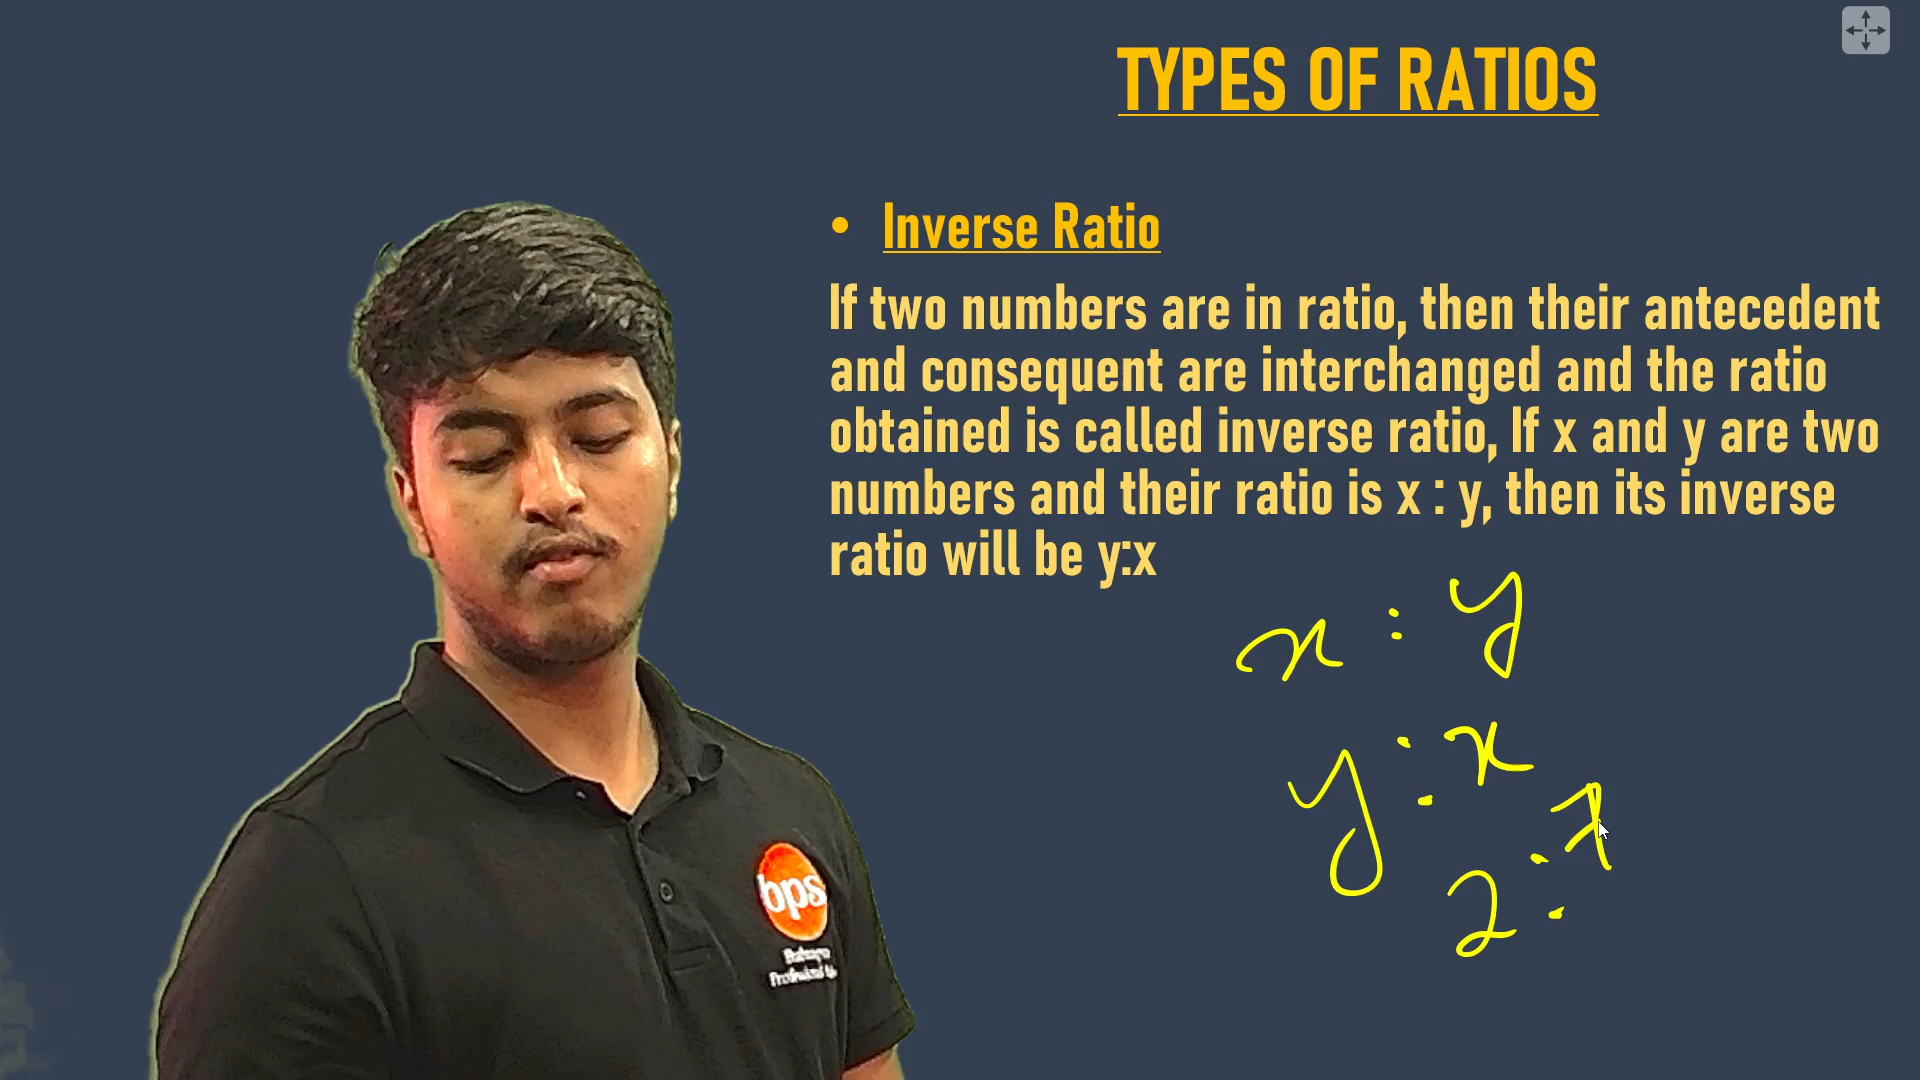 TYPES OF RATIOS
• Inverse Ratio
If two numbers are in ratio, then their antecedent
and consequent are interchanged and the ratio
obtained is called inverse ratio, If x and y are two
numbers and their ratio is x : y, then its inverse
ratio will be y:x
x : y
y : x
2 : 7
bps